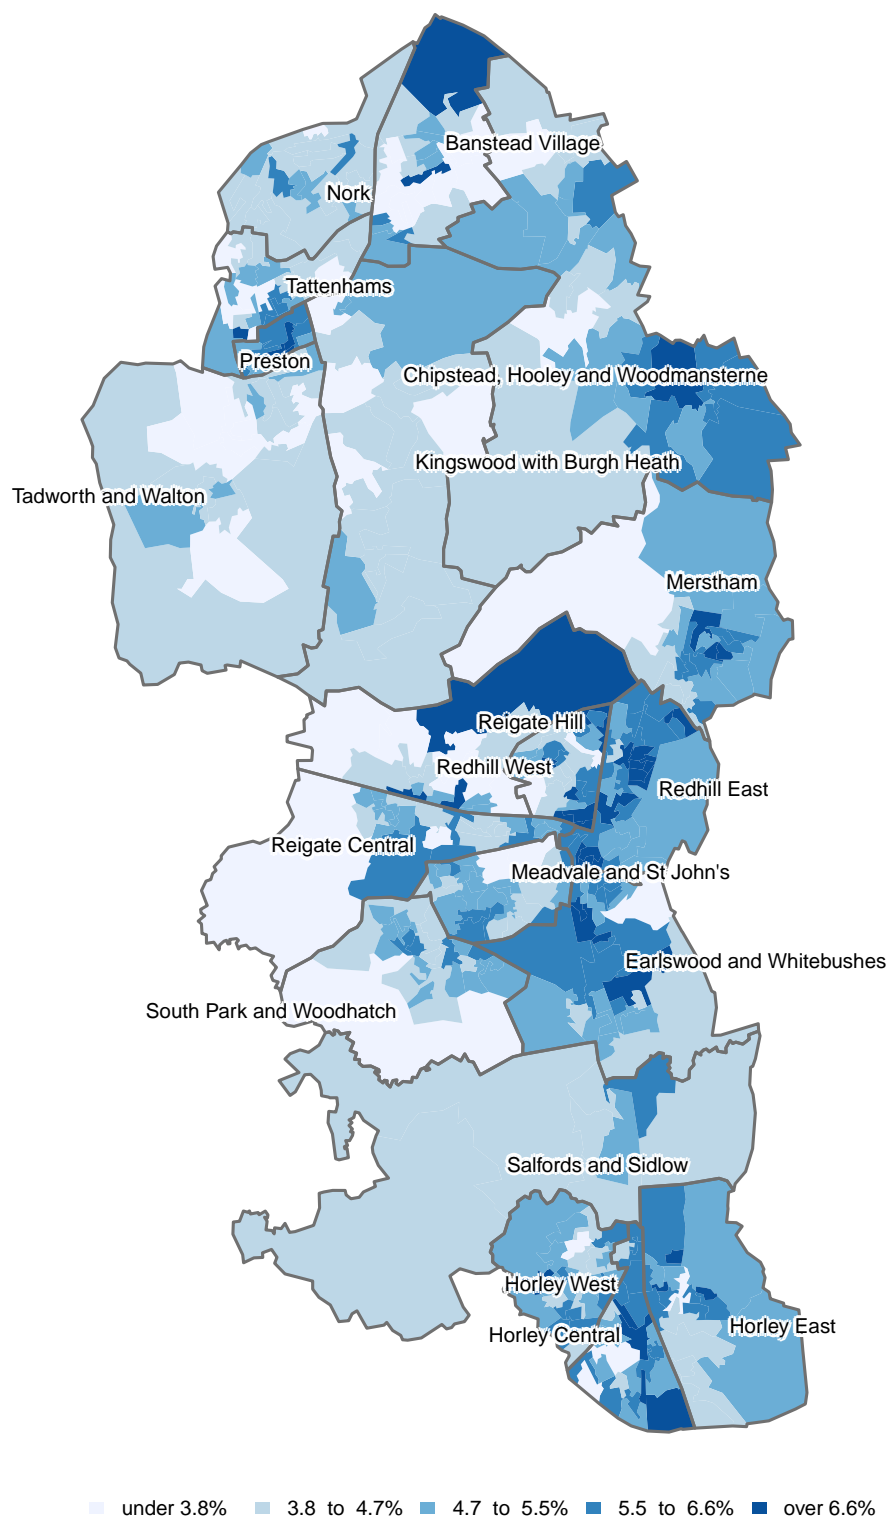 Banstead Village
Nork
Tattenhams
Preston
Chipstead, Hooley and Woodmansterne
Kingswood with Burgh Heath
Tadworth and Walton
Merstham
Reigate Hill
Redhill West
Redhill East
Reigate Central
Meadvale and St John's
Earlswood and Whitebushes
South Park and Woodhatch
Salfords and Sidlow
Horley West
Horley East
Horley Central
under 3.8% 3.8 to 4.7% 4.7 to 5.5% 5.5 to 6.6% over 6.6%